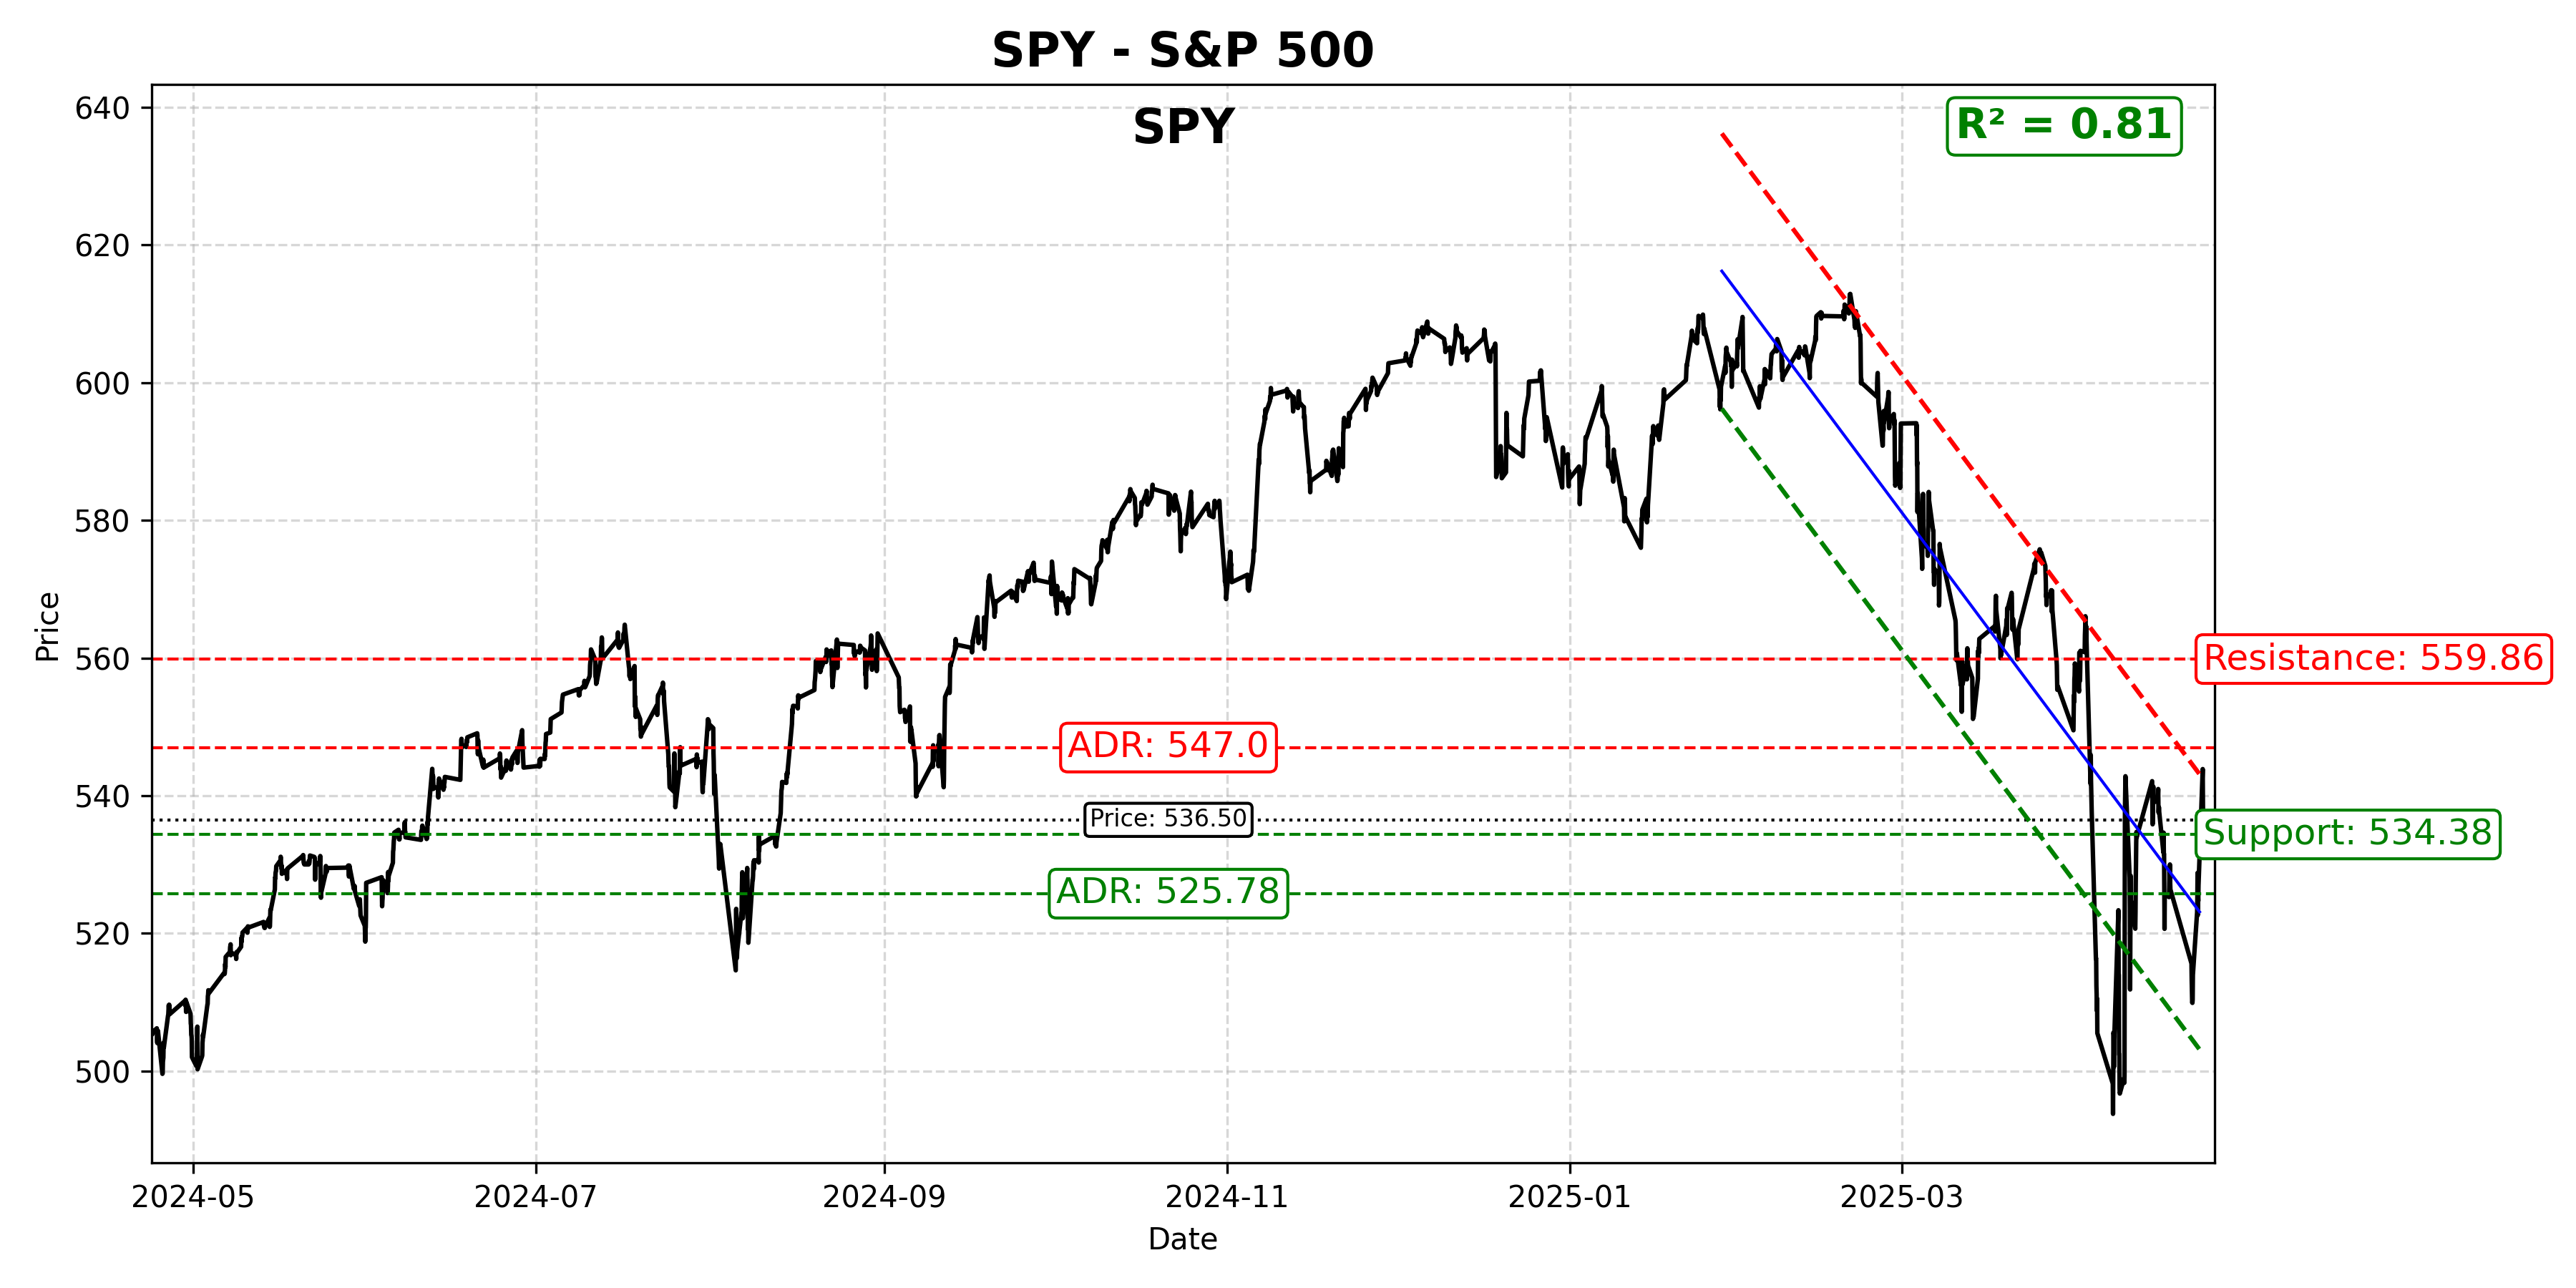 SPY - S&P 500
SPY
R² = 0.81
640
620
600
580
560
540
520
500
Price
Resistance: 559.86
ADR: 547.0
Price: 536.50
Support: 534.38
ADR: 525.78
2024-05
2024-07
2024-09
2024-11
2025-01
2025-03
Date